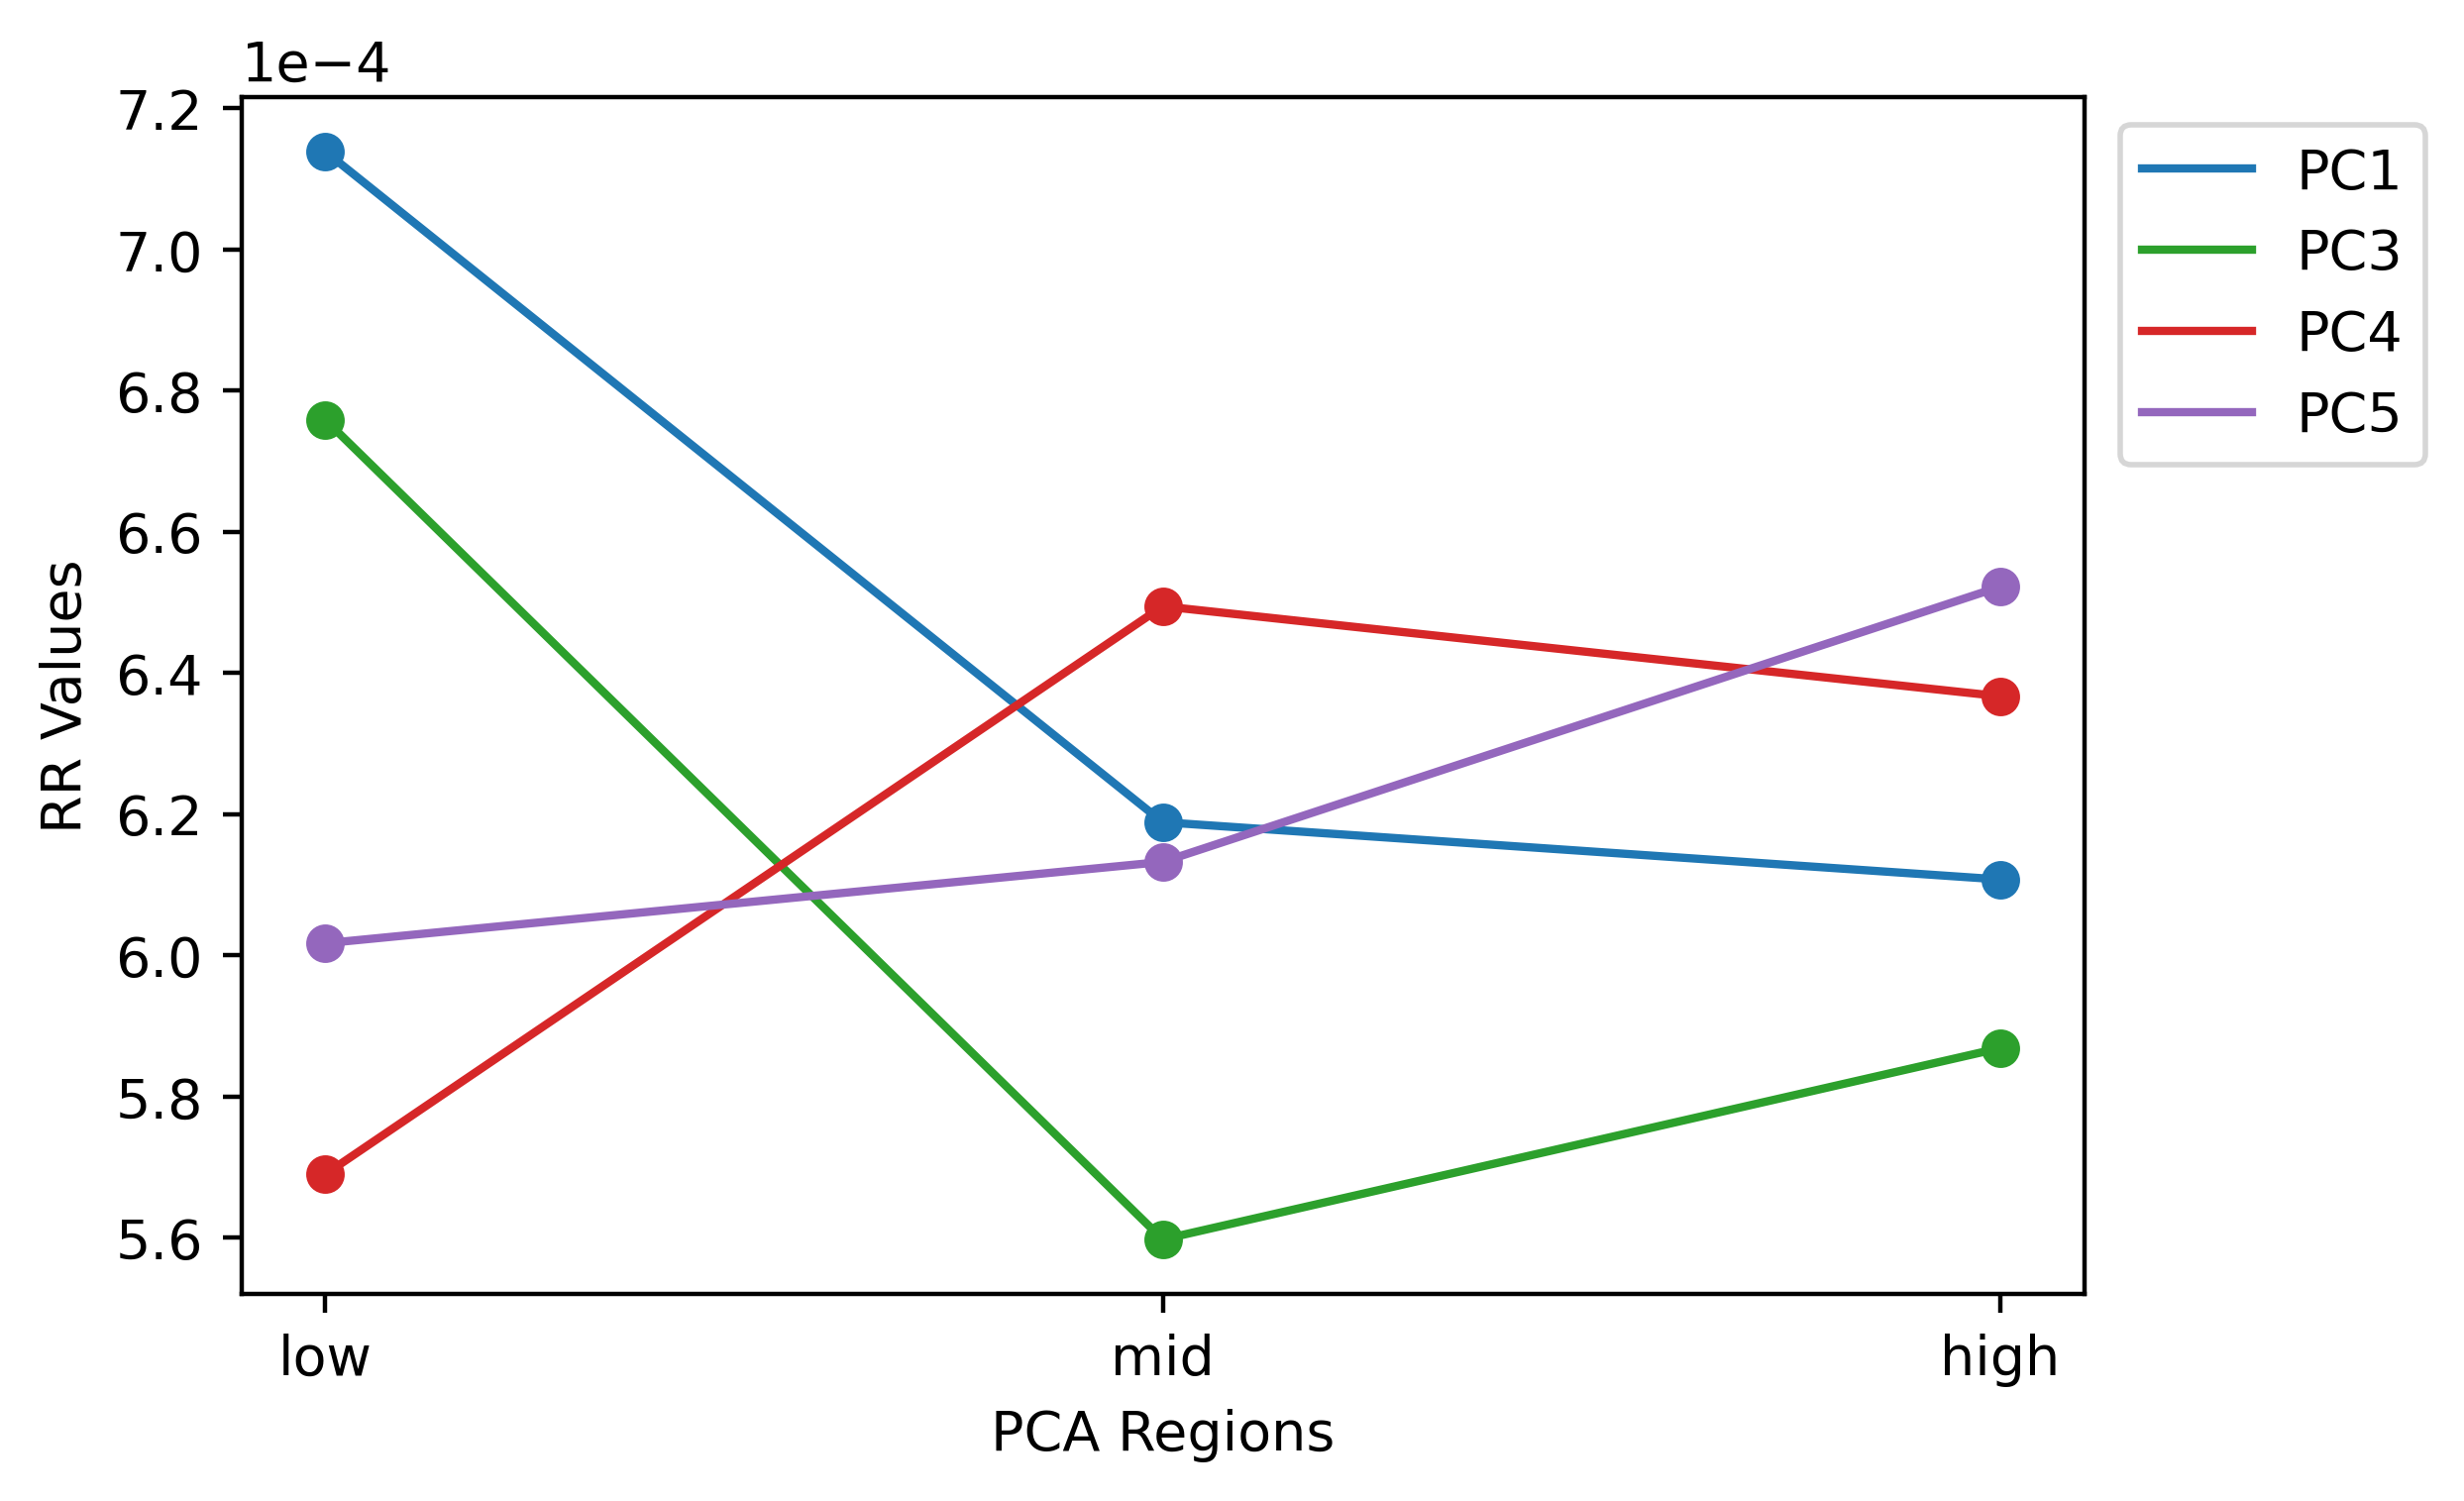 1e−4
7.2
7.0
6.8
6.6
6.4
6.2
6.0
5.8
5.6
RR Values
low mid high
PCA Regions
PC1
PC3
PC4
PC5